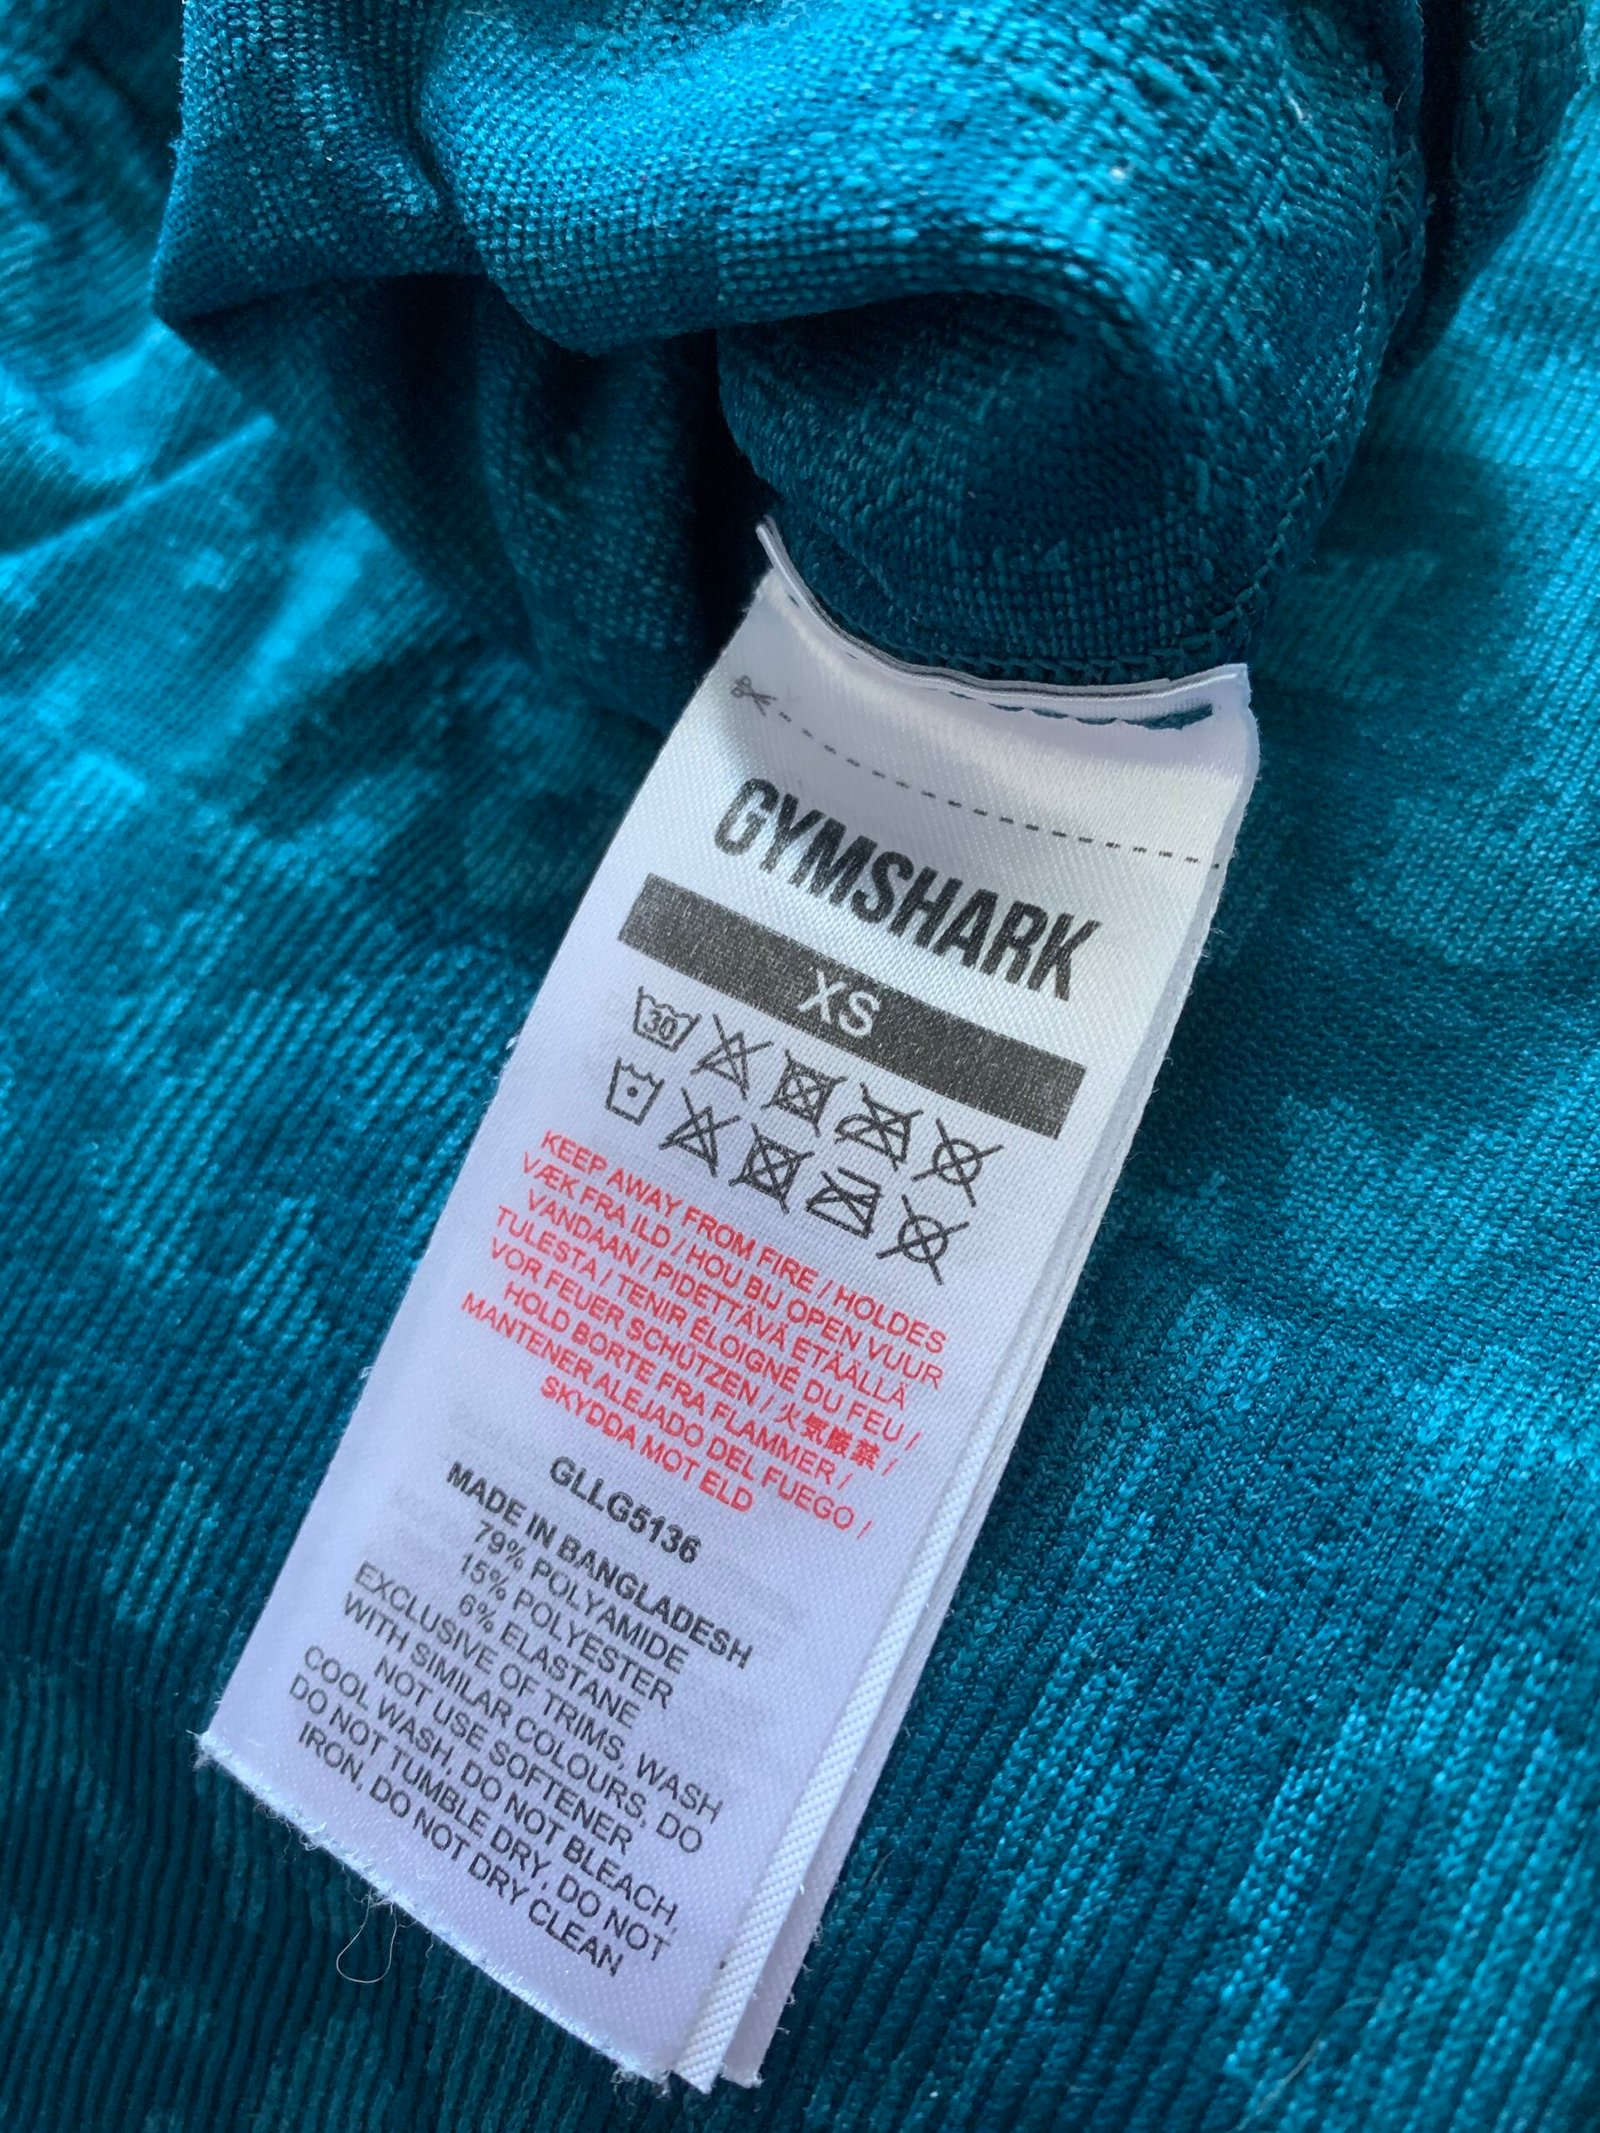 GYMSHARK
XS
30
KEEP AWAY FROM FIRE / HOLDES
VÆK FRA ILD / HOU BIJ OPEN VUUR
VANDAAN / PIDETTÄVÄ ETÄÄLLÄ
TULESTA / TENIR ÉLOIGNÉ DU FEU /
VOR FEUER SCHÜTZEN / 火気厳禁 /
HOLD BORTE FRA FLAMMER /
MANTENER ALEJADO DEL FUEGO /
SKYDDA MOT ELD
GLLG5136
MADE IN BANGLADESH
79% POLYAMIDE
15% POLYESTER
6% ELASTANE
EXCLUSIVE OF TRIMS, WASH
WITH SIMILAR COLOURS, DO
NOT USE SOFTENER
COOL WASH, DO NOT BLEACH,
DO NOT TUMBLE DRY, DO NOT
IRON, DO NOT DRY CLEAN